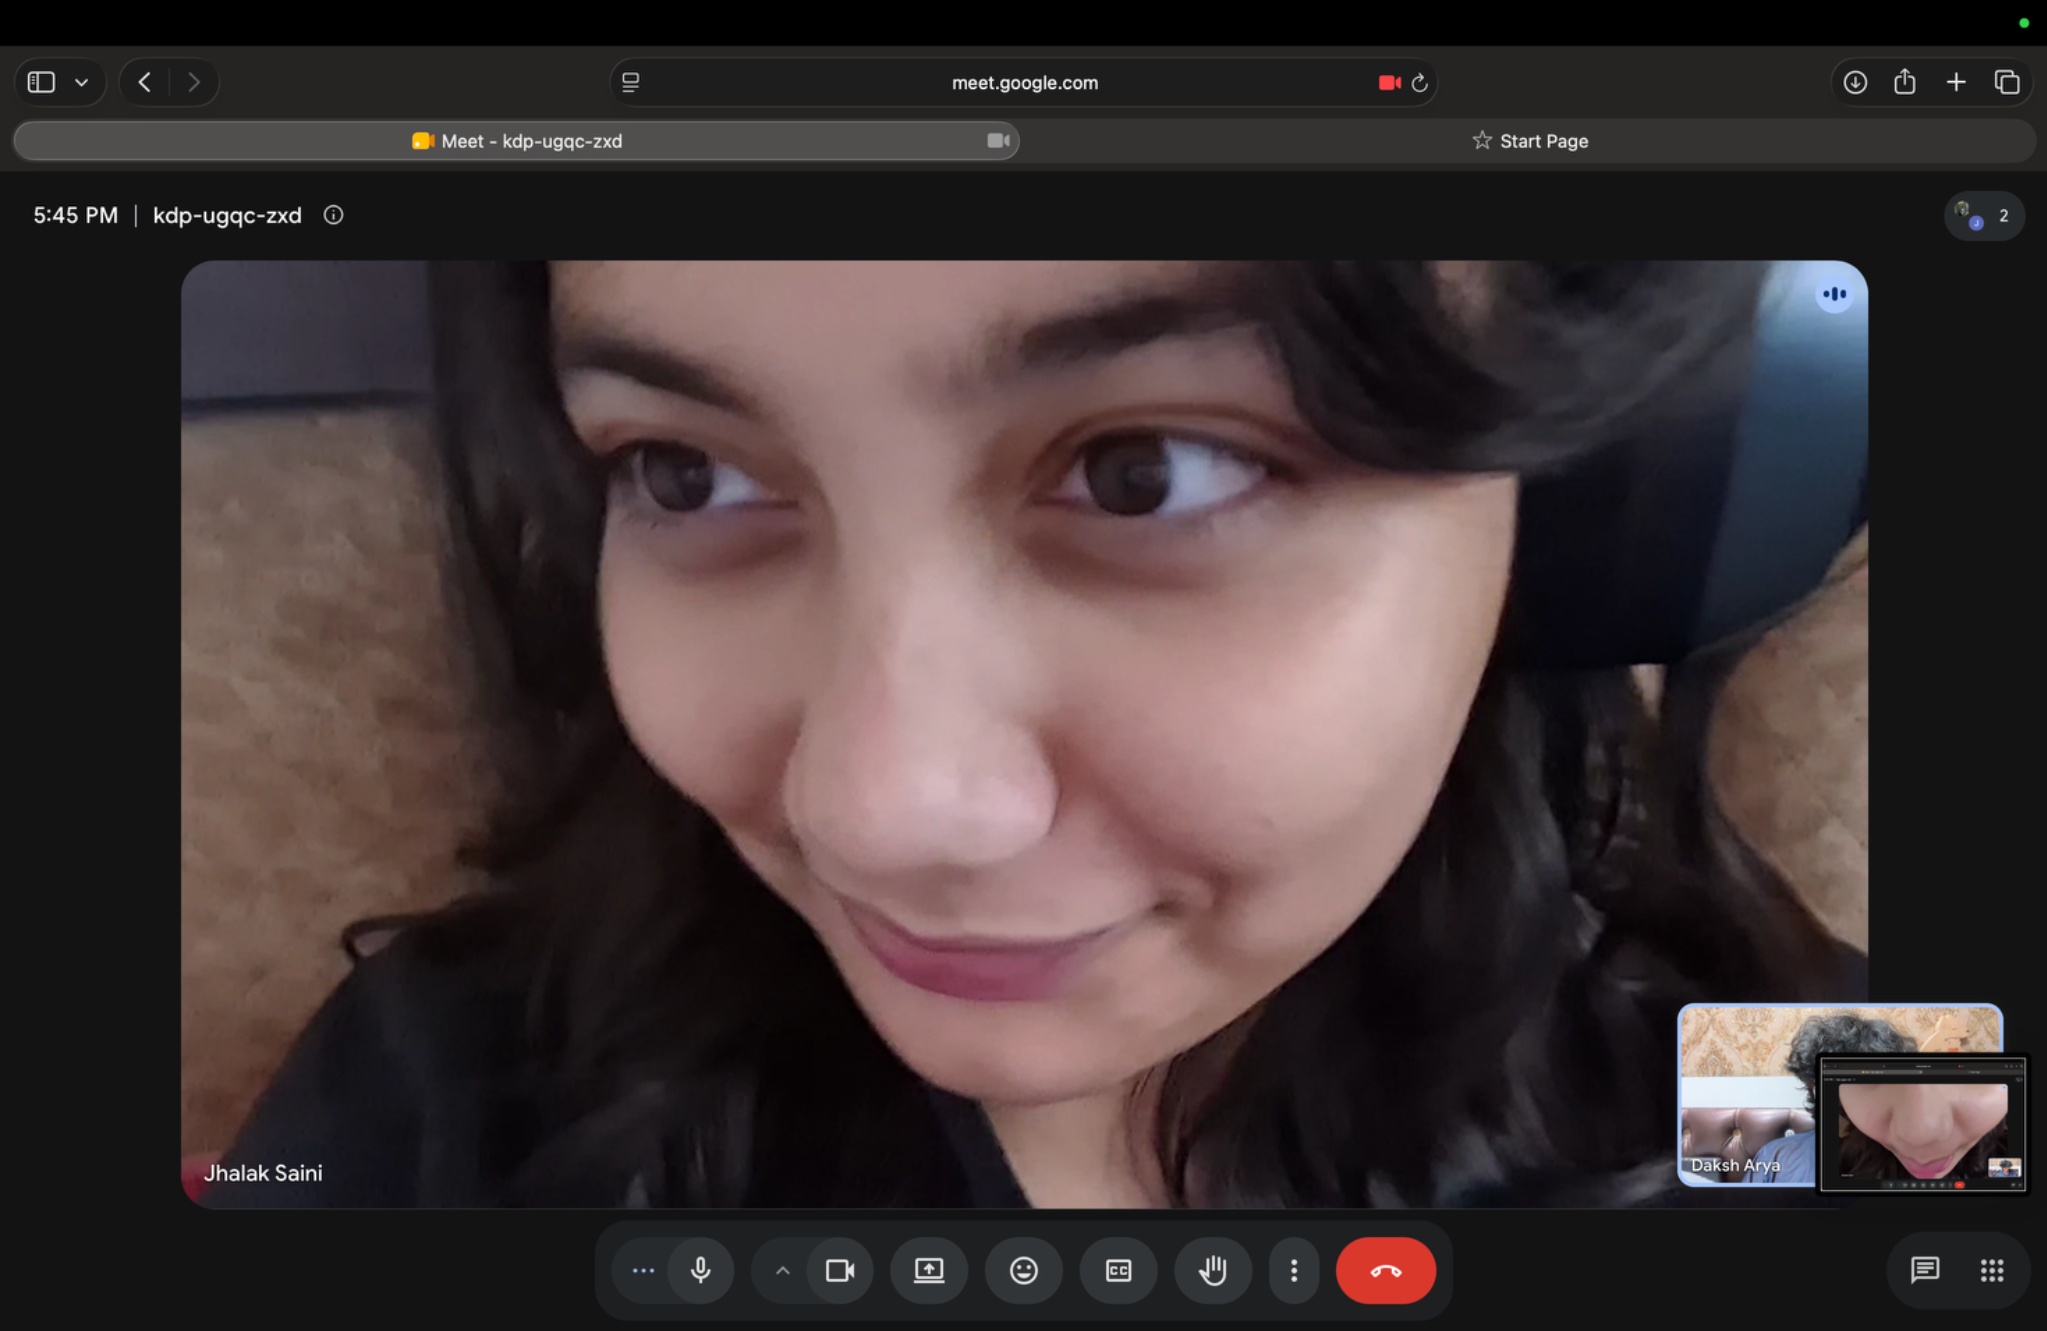 meet.google.com
Meet - kdp-ugqc-zxd
Start Page
5:45 PM | kdp-ugqc-zxd
2
Jhalak Saini
Daksh Arya
CC